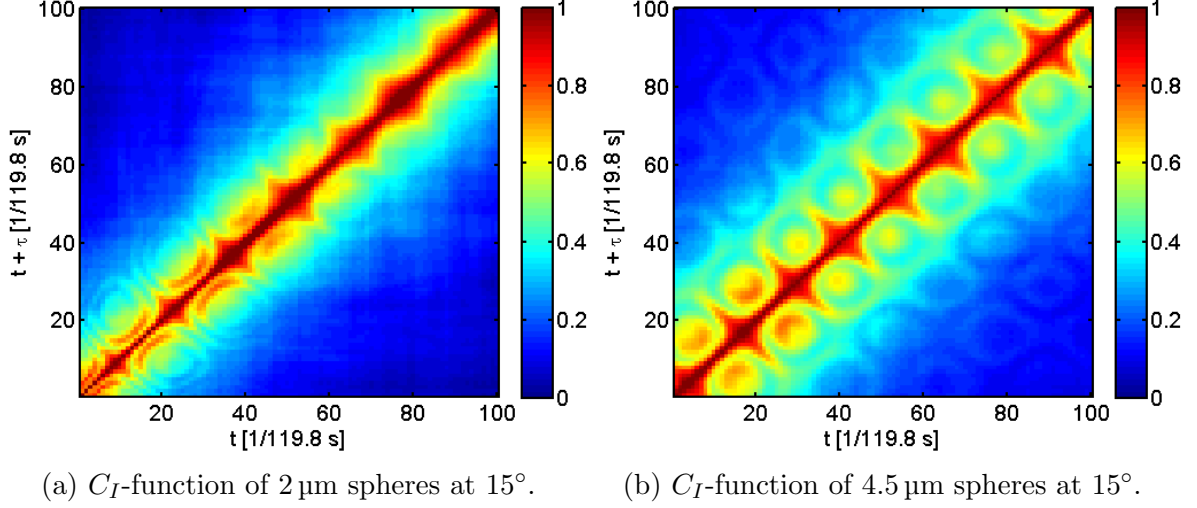 100
80
60
40
20
t + τ [1/119.8 s]
20 40 60 80 100
t [1/119.8 s]
1
0.8
0.6
0.4
0.2
0
100
80
60
40
20
t + τ [1/119.8 s]
20 40 60 80 100
t [1/119.8 s]
1
0.8
0.6
0.4
0.2
0
(a) C_I-function of 2 µm spheres at 15°.
(b) C_I-function of 4.5 µm spheres at 15°.